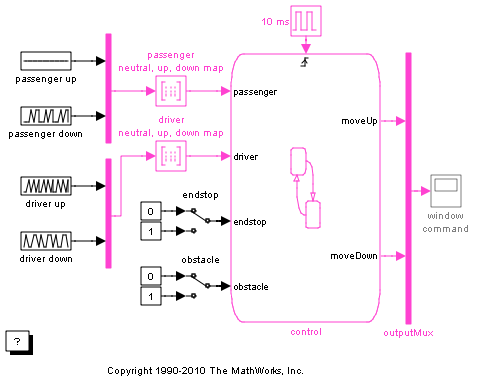 10 ms
passenger
neutral, up, down map
passenger up
passenger
passenger down
driver
neutral, up, down map
moveUp
driver
driver up
endstop
0
1
endstop
window
command
driver down
obstacle
0
1
obstacle
moveDown
control
outputMux
?
Copyright 1990-2010 The MathWorks, Inc.